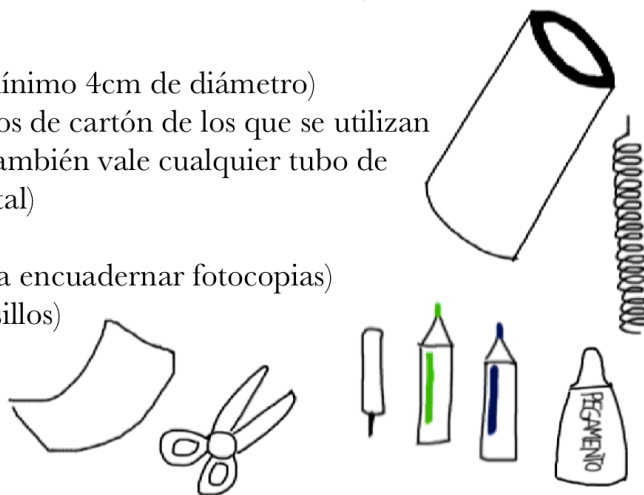 ínimo 4cm de diámetro)
os de cartón de los que se utilizan
ambién vale cualquier tubo de
tal)
a encuadernar fotocopias)
sillos)
PEGAMENTO